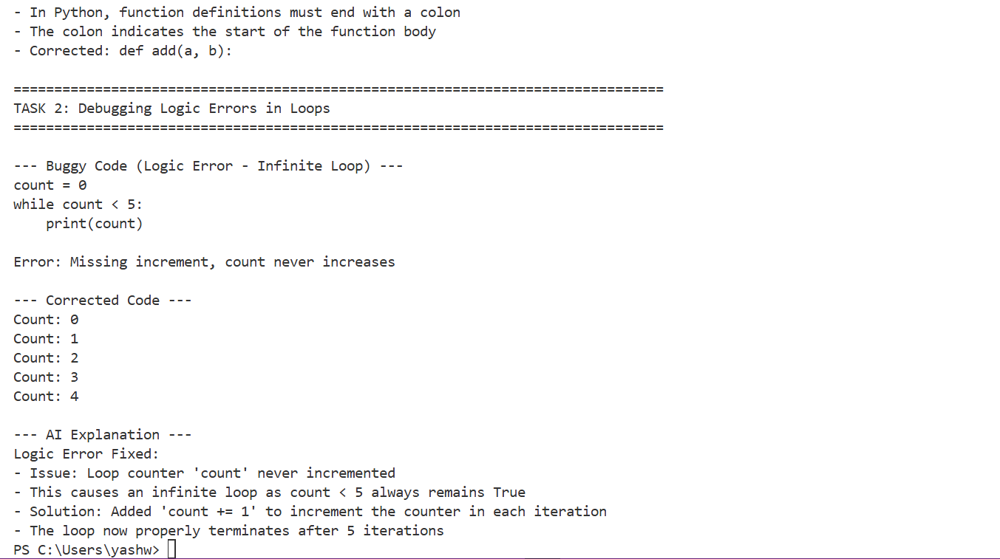 - In Python, function definitions must end with a colon
- The colon indicates the start of the function body
- Corrected: def add(a, b):
================================================================================
TASK 2: Debugging Logic Errors in Loops
================================================================================
--- Buggy Code (Logic Error - Infinite Loop) ---
count = 0
while count < 5:
    print(count)
Error: Missing increment, count never increases
--- Corrected Code ---
Count: 0
Count: 1
Count: 2
Count: 3
Count: 4
--- AI Explanation ---
Logic Error Fixed:
- Issue: Loop counter 'count' never incremented
- This causes an infinite loop as count < 5 always remains True
- Solution: Added 'count += 1' to increment the counter in each iteration
- The loop now properly terminates after 5 iterations
PS C:\Users\yashw>